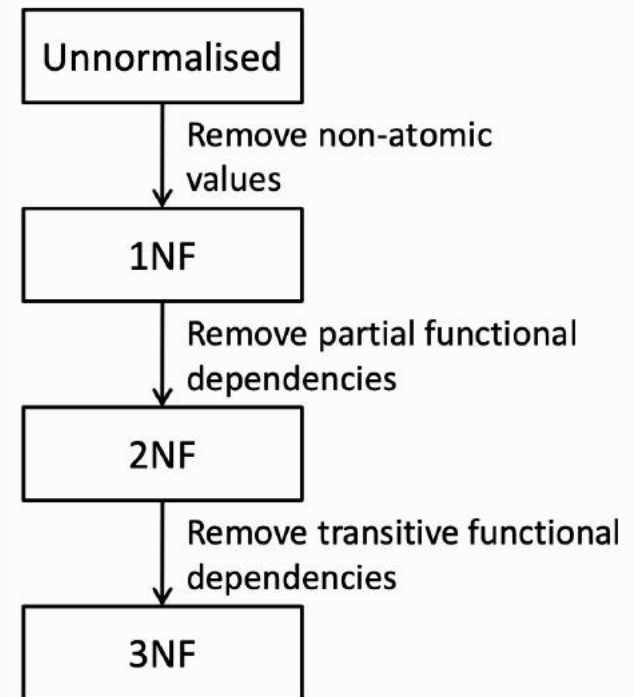 Unnormalised
Remove non-atomic
values
1NF
Remove partial functional
dependencies
2NF
Remove transitive functional
dependencies
3NF